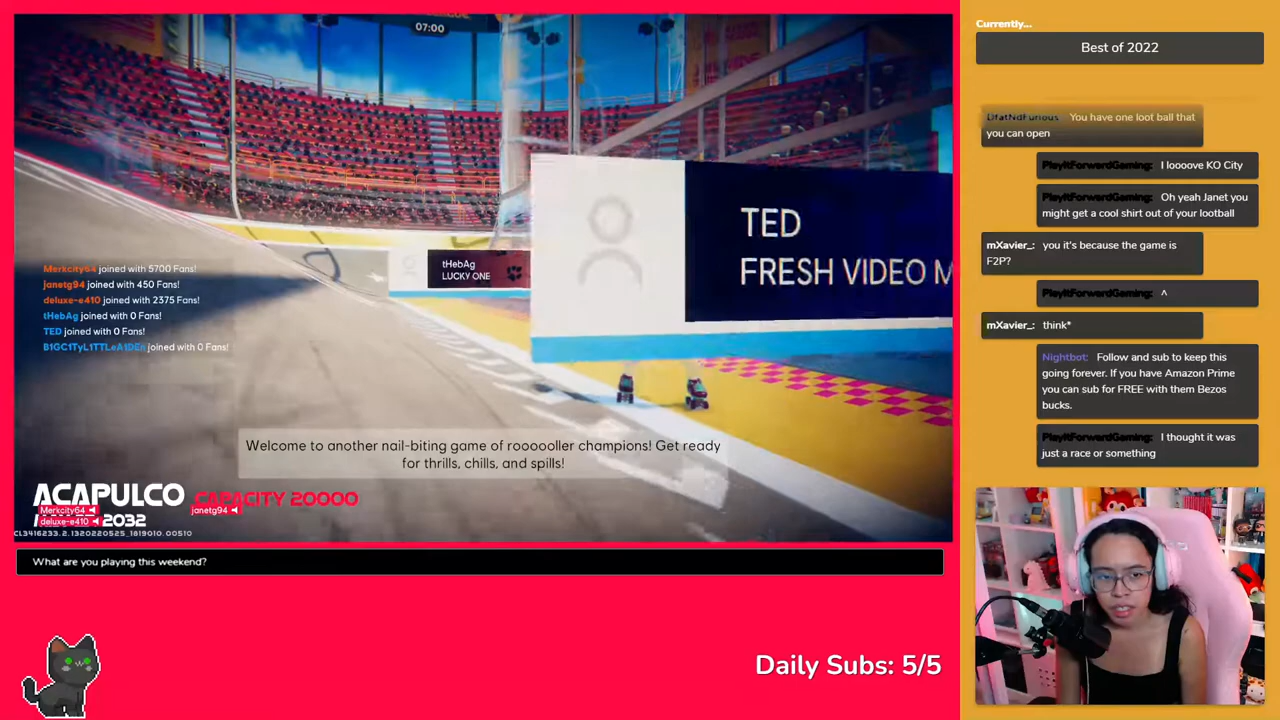 07:00
TED
FRESH VIDEO M
tHebAg
LUCKY ONE
Merkcity64 joined with 5700 Fans!
janetg94 joined with 450 Fans!
deluxe-e410 joined with 2375 Fans!
tHebAg joined with 0 Fans!
TED joined with 0 Fans!
B1GC1TyL1TTLeA1DEn joined with 0 Fans!
Welcome to another nail-biting game of roooooller champions! Get ready
for thrills, chills, and spills!
ACAPULCO CAPACITY 20000
Merkcity64
janetg94
deluxe-e410
2032
What are you playing this weekend?
Daily Subs: 5/5
Currently...
Best of 2022
DfatNdFurious You have one loot ball that
you can open
PlayItForwardGaming: I loooove KO City
PlayItForwardGaming: Oh yeah Janet you
might get a cool shirt out of your lootball
mXavier_: you it's because the game is
F2P?
PlayItForwardGaming: ^
mXavier_: think*
Nightbot: Follow and sub to keep this
going forever. If you have Amazon Prime
you can sub for FREE with them Bezos
bucks.
PlayItForwardGaming: I thought it was
just a race or something